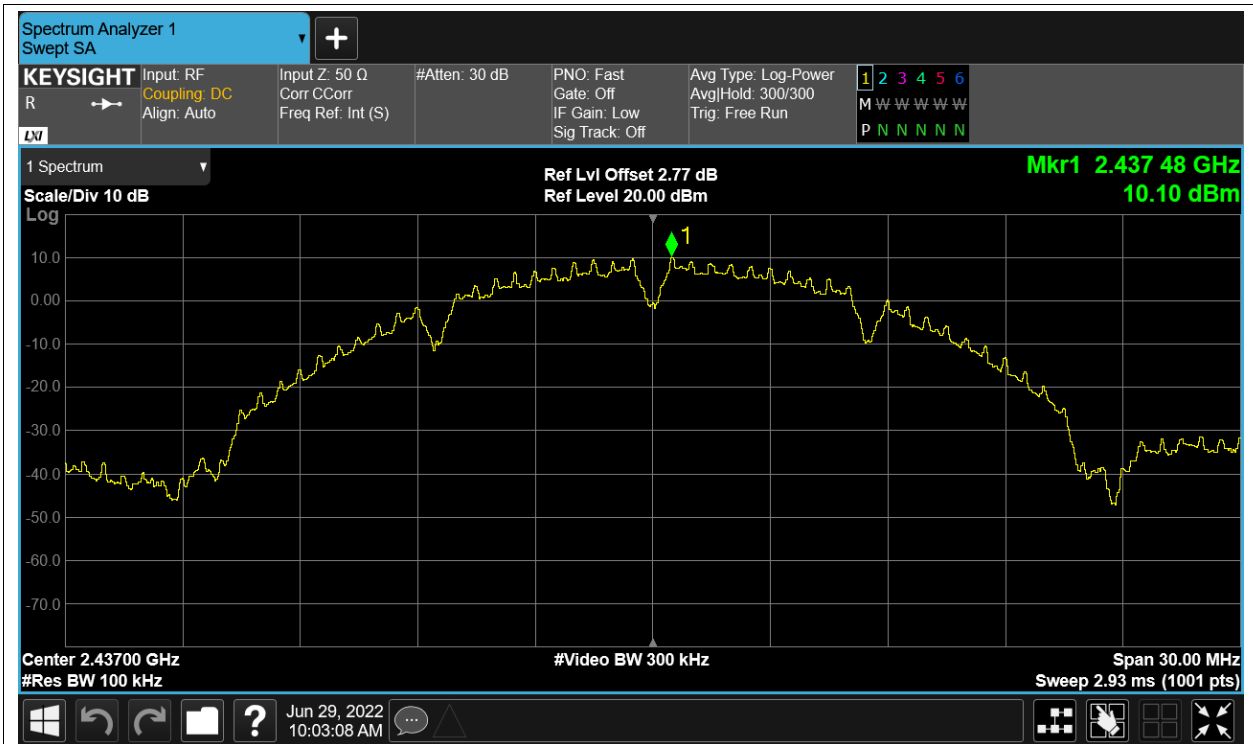 Spectrum Analyzer 1
Swept SA
KEYSIGHT
R
LXI
Input: RF
Coupling: DC
Align: Auto
Input Z: 50 Ω
Corr CCorr
Freq Ref: Int (S)
#Atten: 30 dB
PNO: Fast
Gate: Off
IF Gain: Low
Sig Track: Off
Avg Type: Log-Power
Avg|Hold: 300/300
Trig: Free Run
1 2 3 4 5 6
M W W W W W W
P N N N N N N
1 Spectrum
Scale/Div 10 dB
Log
Ref Lvl Offset 2.77 dB
Ref Level 20.00 dBm
Mkr1 2.437 48 GHz
10.10 dBm
1
10.0
0.00
-10.0
-20.0
-30.0
-40.0
-50.0
-60.0
-70.0
Center 2.43700 GHz
#Res BW 100 kHz
#Video BW 300 kHz
Span 30.00 MHz
Sweep 2.93 ms (1001 pts)
?
Jun 29, 2022
10:03:08 AM